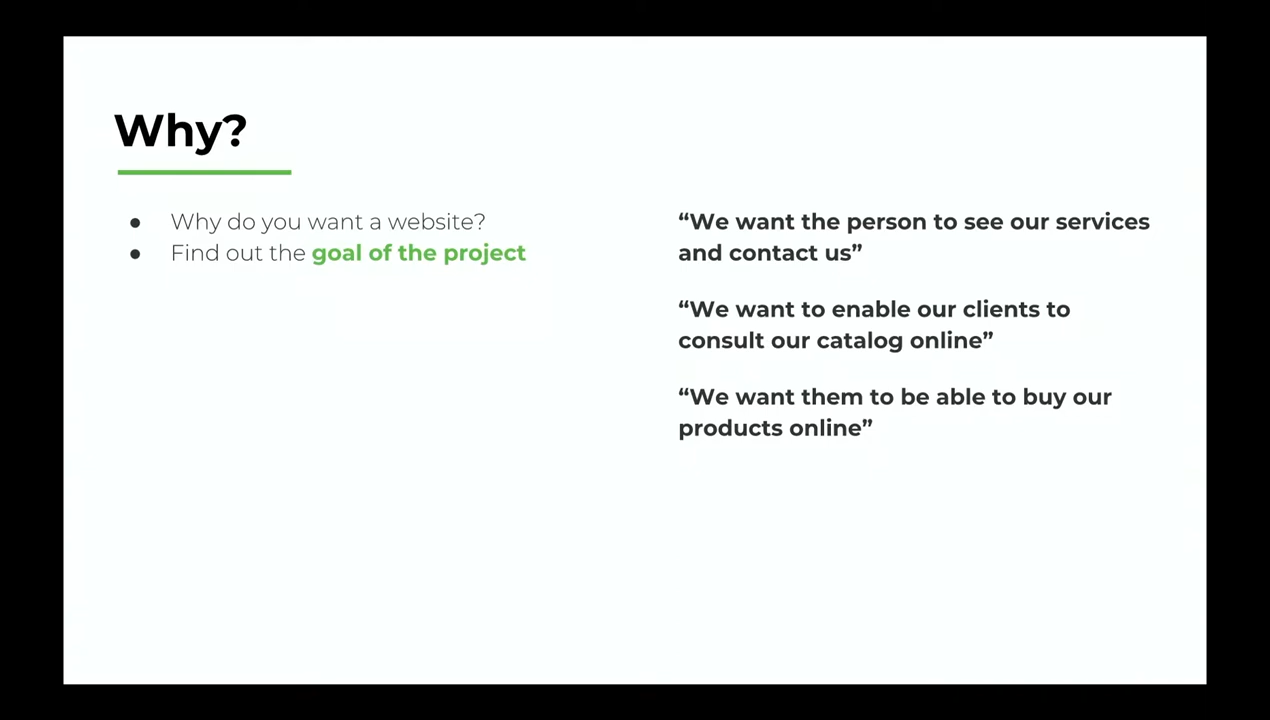 Why?
● Why do you want a website?
● Find out the goal of the project
“We want the person to see our services
and contact us”
“We want to enable our clients to
consult our catalog online”
“We want them to be able to buy our
products online”